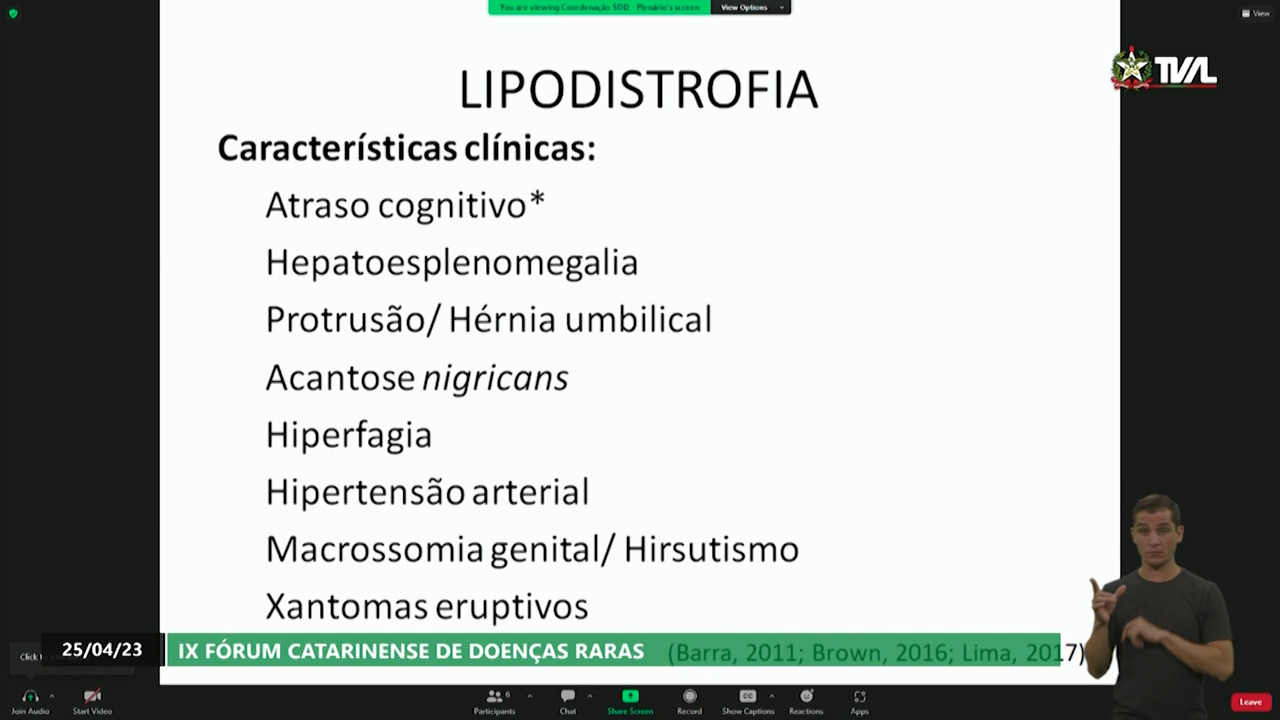 You are viewing Coordenação SDD - Plenário's screen
View Options
View
TVAL
LIPODISTROFIA
Características clínicas:
Atraso cognitivo*
Hepatoesplenomegalia
Protrusão/ Hérnia umbilical
Acantose nigricans
Hiperfagia
Hipertensão arterial
Macrossomia genital/ Hirsutismo
Xantomas eruptivos
25/04/23
IX FÓRUM CATARINENSE DE DOENÇAS RARAS
(Barra, 2011; Brown, 2016; Lima, 2017)
Click
Join Audio
Start Video
Participants
6
Chat
Share Screen
Record
CC
Show Captions
Reactions
Apps
Leave